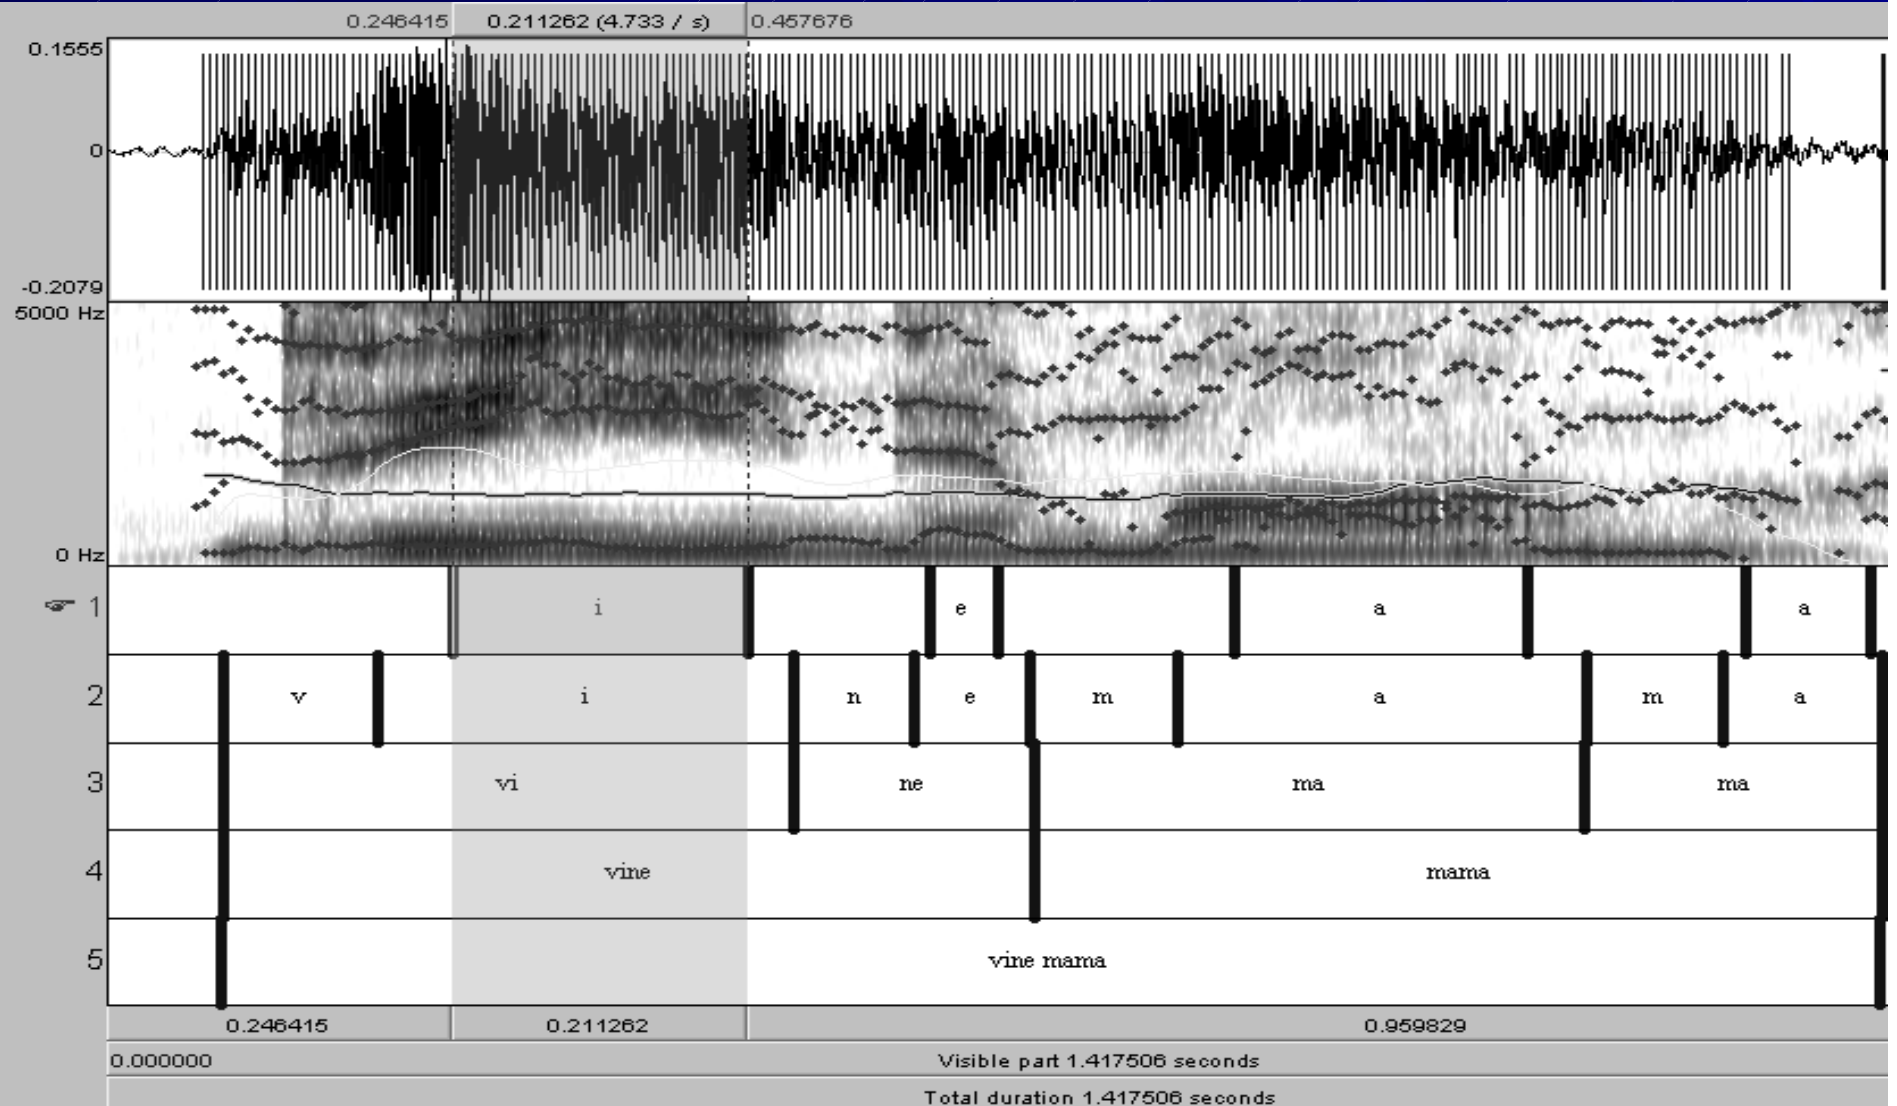 0.246415 0.211262 (4.733 / s) 0.457676
0.1555
0
-0.2079
5000 Hz
0 Hz
1 i e a a
2 v i n e m a m a
3 vi ne ma ma
4 vine mama
5 vine mama
0.246415 0.211262 0.959829
0.000000 Visible part 1.417506 seconds
Total duration 1.417506 seconds